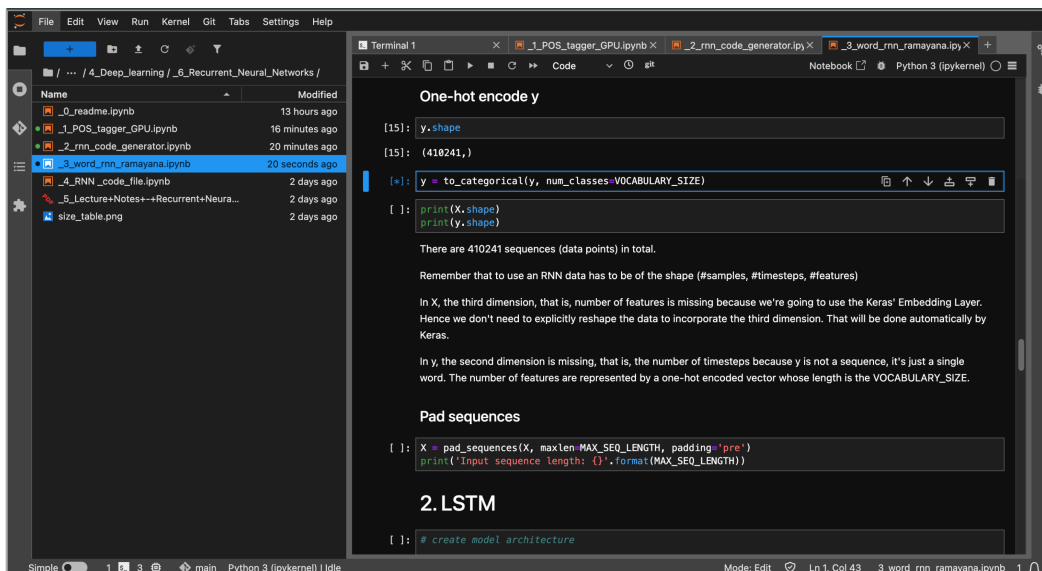 File Edit View Run Kernel Git Tabs Settings Help
Terminal 1
_1_POS_tagger_GPU.ipynb
_2_rnn_code_generator.ipy
_3_word_rnn_ramayana.ipy
Code
git
Notebook
Python 3 (ipykernel)
/ ··· / 4_Deep_learning / _6_Recurrent_Neural_Networks /
Name Modified
_0_readme.ipynb 13 hours ago
_1_POS_tagger_GPU.ipynb 16 minutes ago
_2_rnn_code_generator.ipynb 20 minutes ago
_3_word_rnn_ramayana.ipynb 20 seconds ago
_4_RNN _code_file.ipynb 2 days ago
_5_Lecture+Notes+-+Recurrent+Neura... 2 days ago
size_table.png 2 days ago
One-hot encode y
[15]: y.shape
[15]: (410241,)
[*]: y = to_categorical(y, num_classes=VOCABULARY_SIZE)
[ ]: print(X.shape)
print(y.shape)
There are 410241 sequences (data points) in total.
Remember that to use an RNN data has to be of the shape (#samples, #timesteps, #features)
In X, the third dimension, that is, number of features is missing because we're going to use the Keras' Embedding Layer.
Hence we don't need to explicitly reshape the data to incorporate the third dimension. That will be done automatically by
Keras.
In y, the second dimension is missing, that is, the number of timesteps because y is not a sequence, it's just a single
word. The number of features are represented by a one-hot encoded vector whose length is the VOCABULARY_SIZE.
Pad sequences
[ ]: X = pad_sequences(X, maxlen=MAX_SEQ_LENGTH, padding='pre')
print('Input sequence length: {}'.format(MAX_SEQ_LENGTH))
2. LSTM
[ ]: # create model architecture
Simple 1 3 main Python 3 (ipykernel) | Idle
Mode: Edit Ln 1, Col 43 3_word_rnn_ramayana.ipynb 1